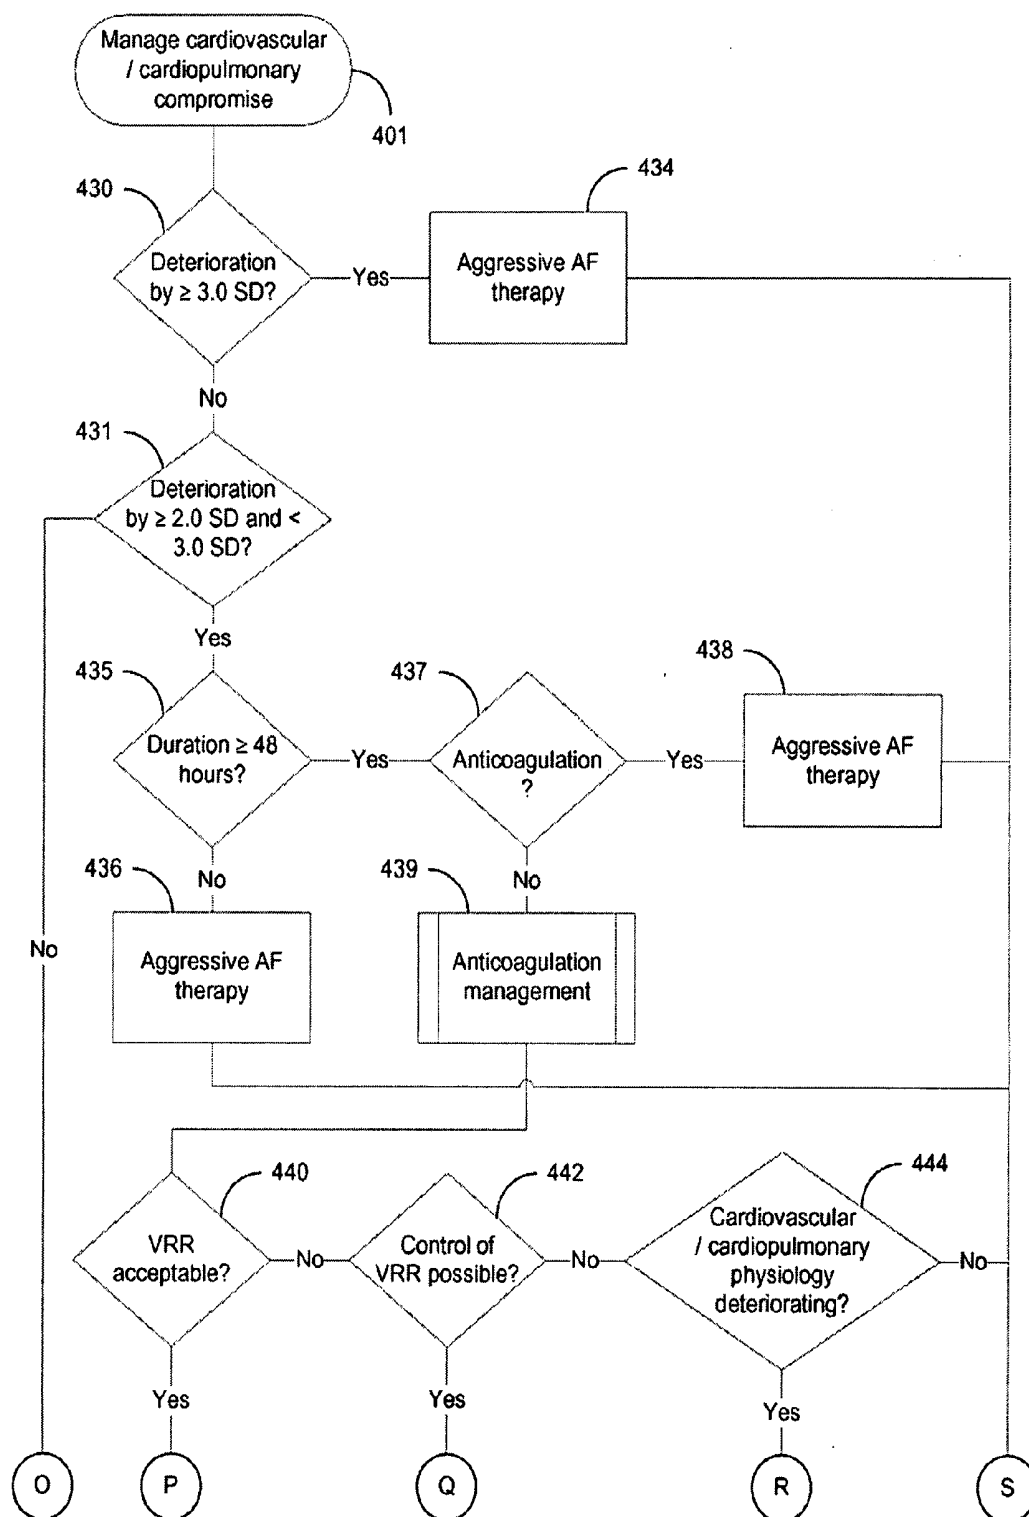 Manage cardiovascular
/ cardiopulmonary
compromise
401
430
434
Deterioration
by ≥ 3.0 SD?
Yes
Aggressive AF
therapy
No
431
Deterioration
by ≥ 2.0 SD and <
3.0 SD?
Yes
435
437
438
Duration ≥ 48
hours?
Yes
Anticoagulation
?
Yes
Aggressive AF
therapy
436
No
439
No
No
Aggressive AF
therapy
Anticoagulation
management
440
442
444
VRR
acceptable?
No
Control of
VRR possible?
No
Cardiovascular
/ cardiopulmonary
physiology
deteriorating?
No
Yes
Yes
Yes
O
P
Q
R
S